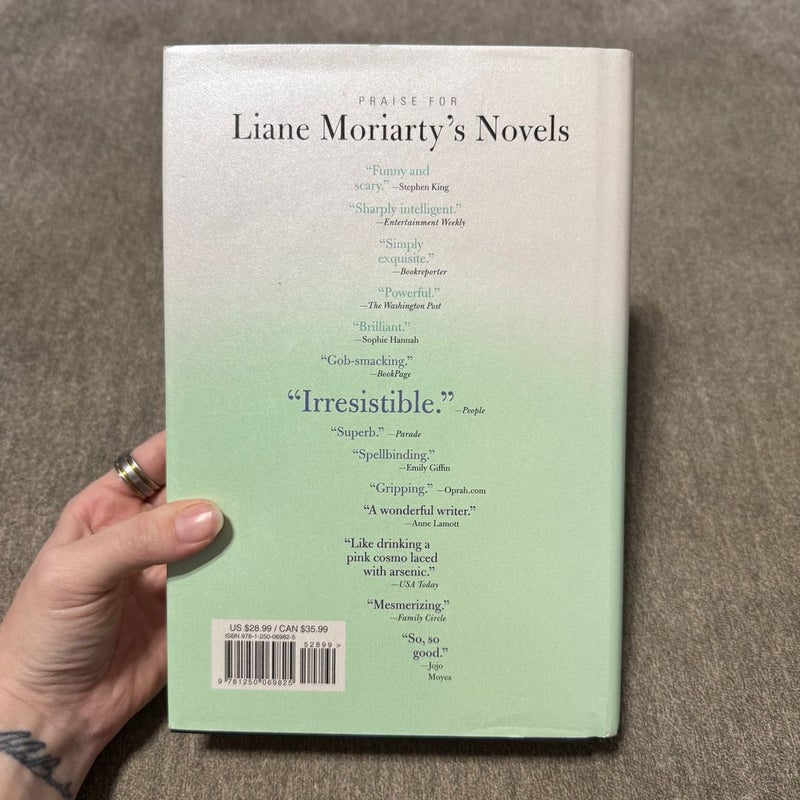 PRAISE FOR
Liane Moriarty's Novels
“Funny and
scary.” —Stephen King
“Sharply intelligent.”
—Entertainment Weekly
“Simply
exquisite.”
—Bookreporter
“Powerful.”
—The Washington Post
“Brilliant.”
—Sophie Hannah
“Gob-smacking.”
—BookPage
“Irresistible.” —People
“Superb.” —Parade
“Spellbinding.”
—Emily Giffin
“Gripping.” —Oprah.com
“A wonderful writer.”
—Anne Lamott
“Like drinking a
pink cosmo laced
with arsenic.”
—USA Today
“Mesmerizing.”
—Family Circle
“So, so
good.”
—Jojo
Moyes
US $28.99 / CAN $35.99
ISBN 978-1-250-06982-5
52899>
9 781250 069825